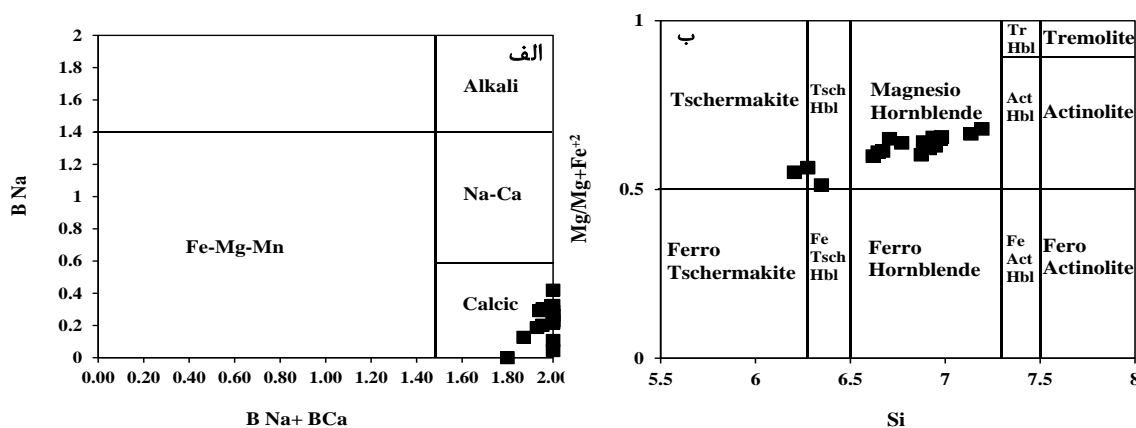 الف
B Na
2
1.8
1.6
1.4
1.2
1
0.8
0.6
0.4
0.2
0
Alkali
Na-Ca
Fe-Mg-Mn
Calcic
0.00 0.20 0.40 0.60 0.80 1.00 1.20 1.40 1.60 1.80 2.00
B Na+ BCa
ب
Mg/Mg+Fe+2
1
0.5
0
Tschermakite
Tsch
Hbl
Magnesio
Hornblende
Tr
Hbl
Tremolite
Act
Hbl
Actinolite
Ferro
Tschermakite
Fe
Tsch
Hbl
Ferro
Hornblende
Fe
Act
Hbl
Fero
Actinolite
5.5 6 6.5 7 7.5 8
Si